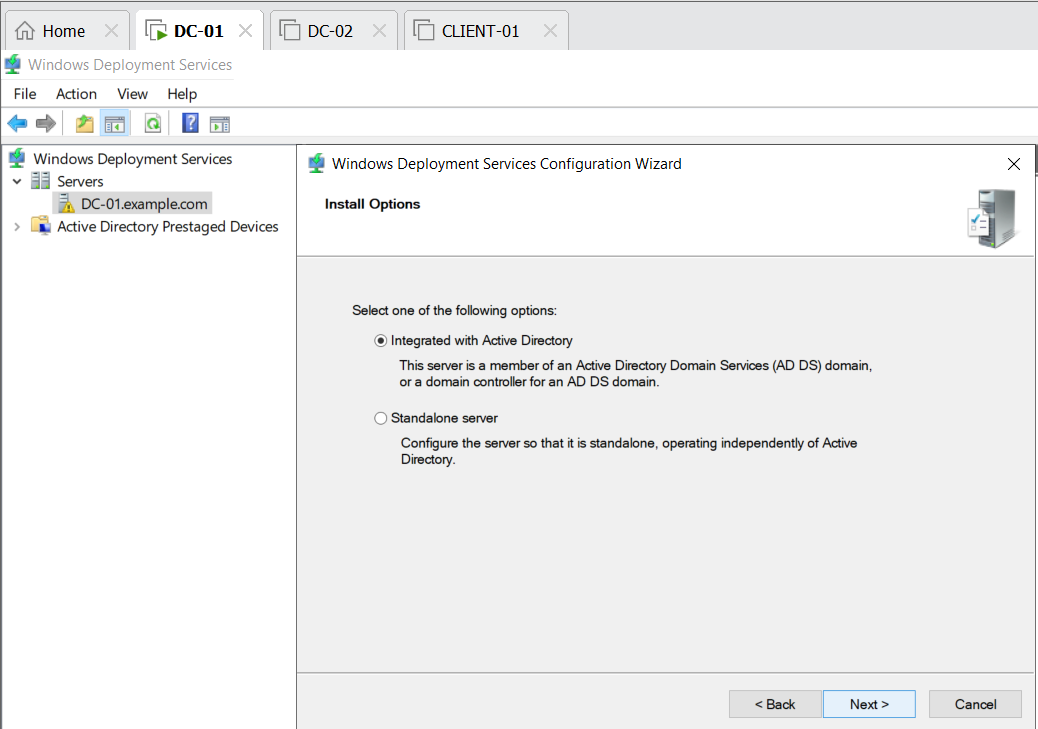 Home
DC-01
DC-02
CLIENT-01
Windows Deployment Services
File Action View Help
Windows Deployment Services
Servers
DC-01.example.com
Active Directory Prestaged Devices
Windows Deployment Services Configuration Wizard
Install Options
Select one of the following options:
Integrated with Active Directory
This server is a member of an Active Directory Domain Services (AD DS) domain,
or a domain controller for an AD DS domain.
Standalone server
Configure the server so that it is standalone, operating independently of Active
Directory.
< Back
Next >
Cancel